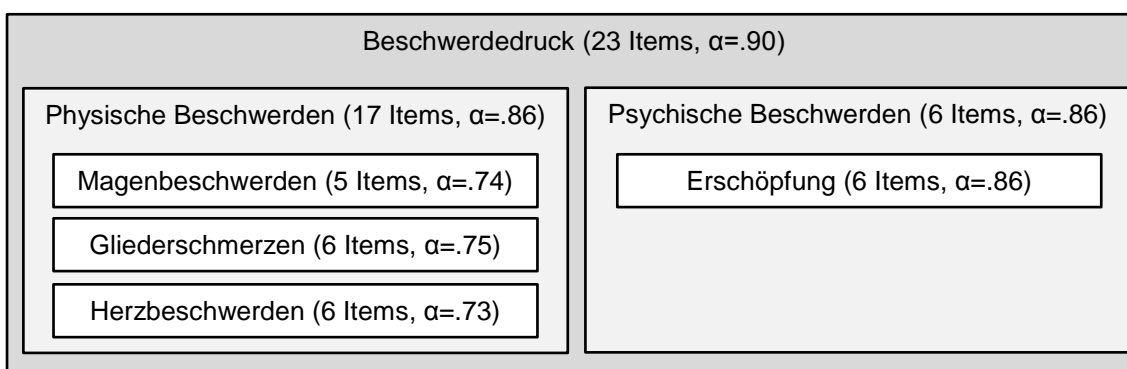 Beschwerdedruck (23 Items, α=.90)
Physische Beschwerden (17 Items, α=.86)
Magenbeschwerden (5 Items, α=.74)
Gliederschmerzen (6 Items, α=.75)
Herzbeschwerden (6 Items, α=.73)
Psychische Beschwerden (6 Items, α=.86)
Erschöpfung (6 Items, α=.86)